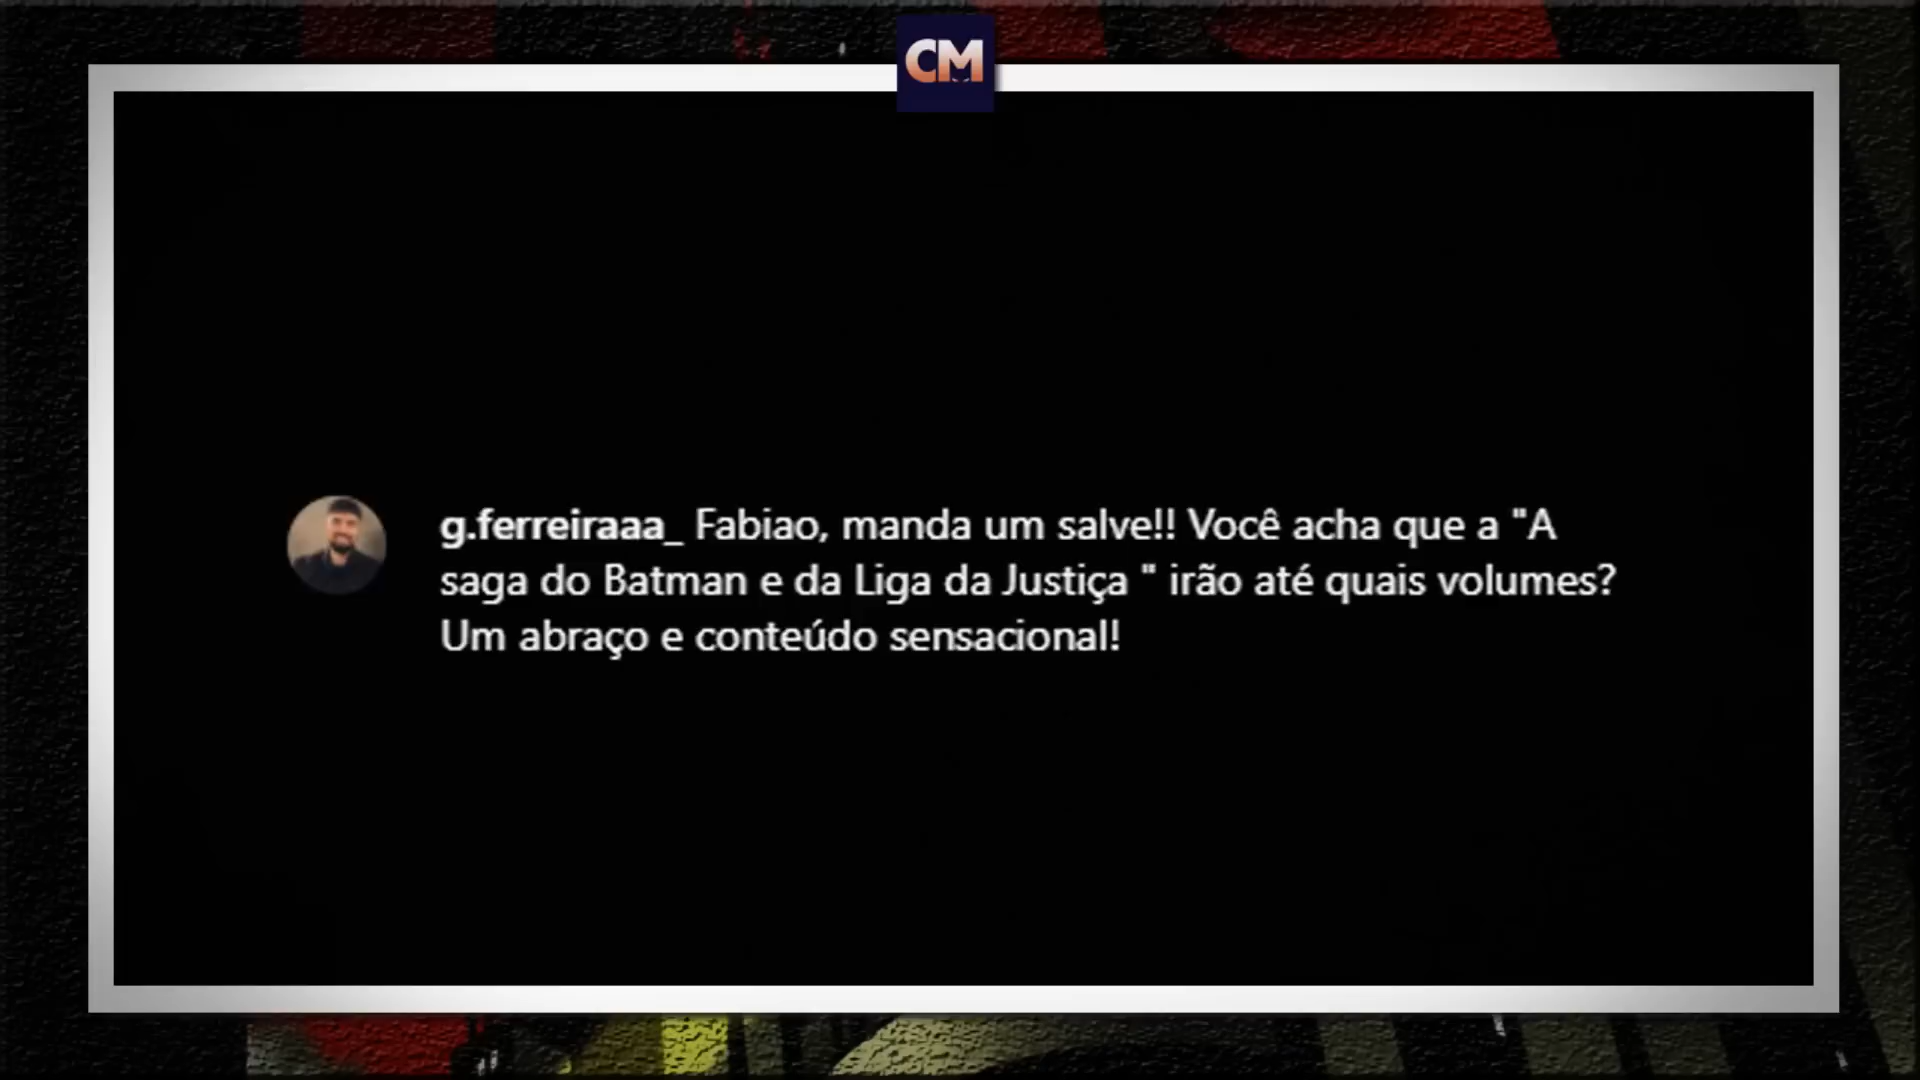 CM
g.ferreiraaa_ Fabiao, manda um salve!! Você acha que a "A
saga do Batman e da Liga da Justiça " irão até quais volumes?
Um abraço e conteúdo sensacional!